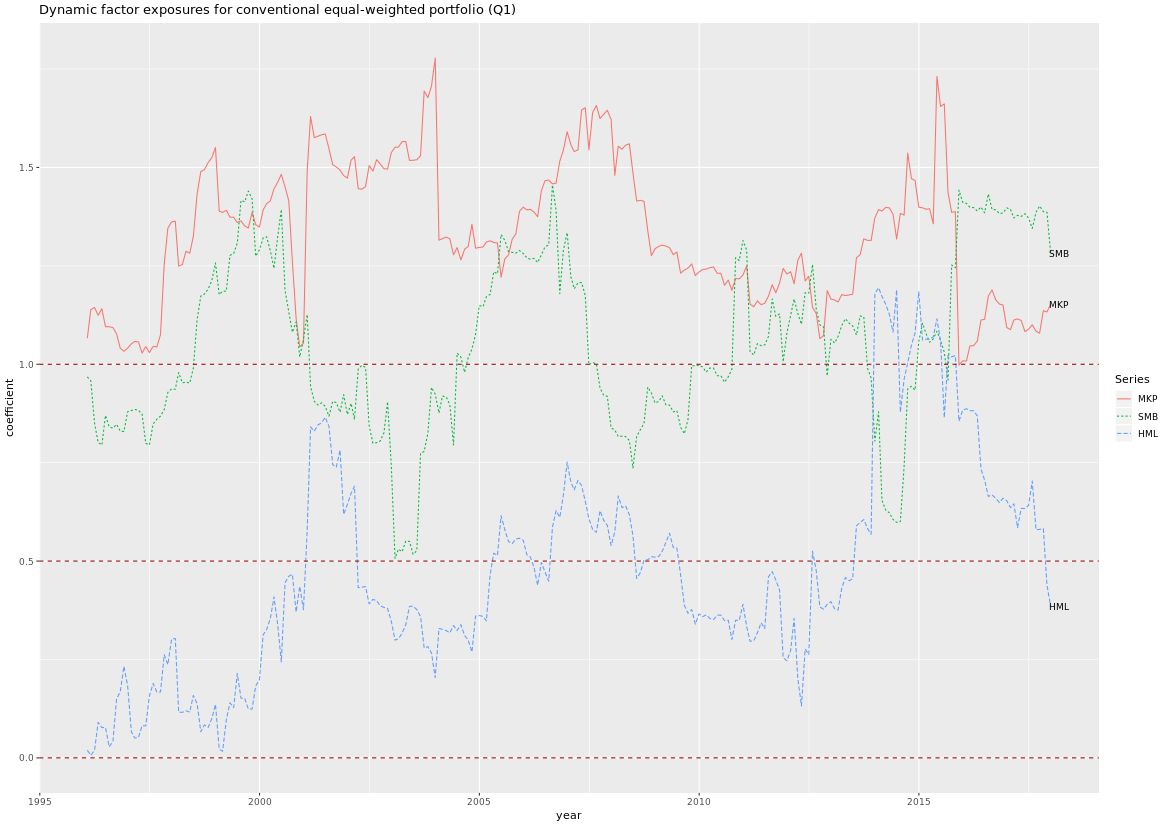 Dynamic factor exposures for conventional equal-weighted portfolio (Q1)
coefficient
1.5
1.0
0.5
0.0
1995
2000
2005
2010
2015
year
SMB
MKP
HML
Series
MKP
SMB
HML